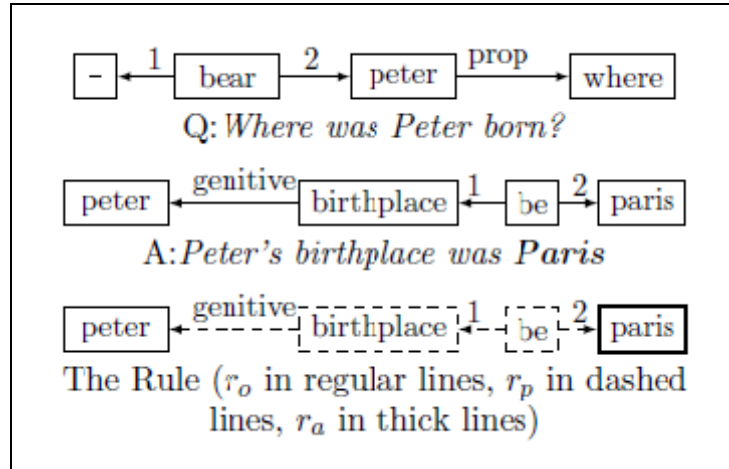 - 1 bear 2 peter prop where
Q: Where was Peter born?
peter genitive birthplace 1 be 2 paris
A: Peter's birthplace was Paris
peter genitive birthplace 1 be 2 paris
The Rule (r_o in regular lines, r_p in dashed
lines, r_a in thick lines)